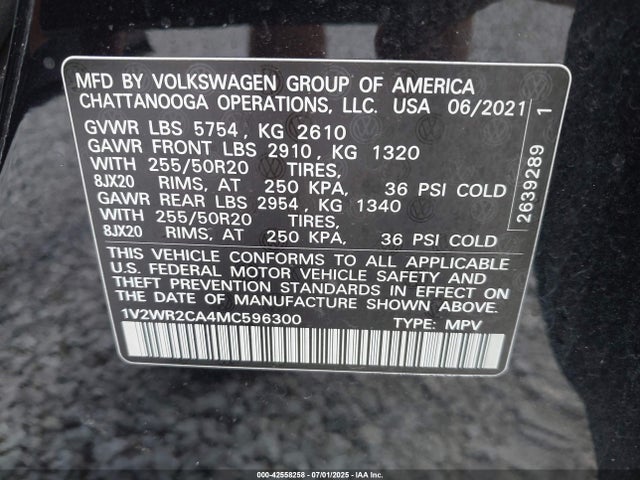 MFD BY VOLKSWAGEN GROUP OF AMERICA
CHATTANOOGA OPERATIONS, LLC. USA 06/2021
GVWR LBS 5754 , KG 2610
GAWR FRONT LBS 2910 , KG 1320
WITH 255/50R20 TIRES,
8JX20 RIMS, AT 250 KPA, 36 PSI COLD
GAWR REAR LBS 2954 , KG 1340
WITH 255/50R20 TIRES,
8JX20 RIMS, AT 250 KPA, 36 PSI COLD
THIS VEHICLE CONFORMS TO ALL APPLICABLE
U.S. FEDERAL MOTOR VEHICLE SAFETY AND
THEFT PREVENTION STANDARDS IN EFFECT ON
THE DATE OF MANUFACTURE SHOWN ABOVE.
1V2WR2CA4MC596300 TYPE: MPV
2639289 1
000-42558258 - 07/01/2025 - IAA Inc.